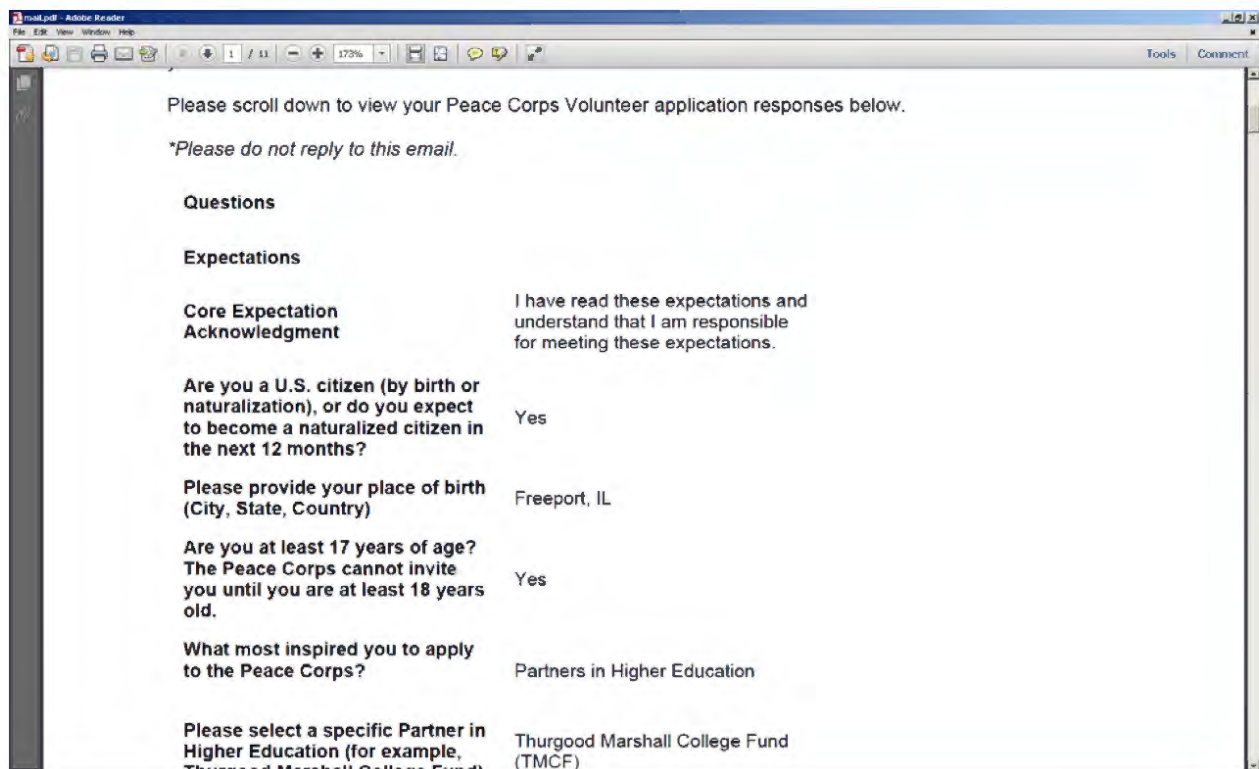 mail.pdf - Adobe Reader
File Edit View Window Help
1 / 11
173%
Tools Comment
Please scroll down to view your Peace Corps Volunteer application responses below.
*Please do not reply to this email.
Questions
Expectations
Core Expectation
Acknowledgment
I have read these expectations and
understand that I am responsible
for meeting these expectations.
Are you a U.S. citizen (by birth or
naturalization), or do you expect
to become a naturalized citizen in
the next 12 months?
Yes
Please provide your place of birth
(City, State, Country)
Freeport, IL
Are you at least 17 years of age?
The Peace Corps cannot invite
you until you are at least 18 years
old.
Yes
What most inspired you to apply
to the Peace Corps?
Partners in Higher Education
Please select a specific Partner in
Higher Education (for example,
Thurgood Marshall College Fund)
Thurgood Marshall College Fund
(TMCF)